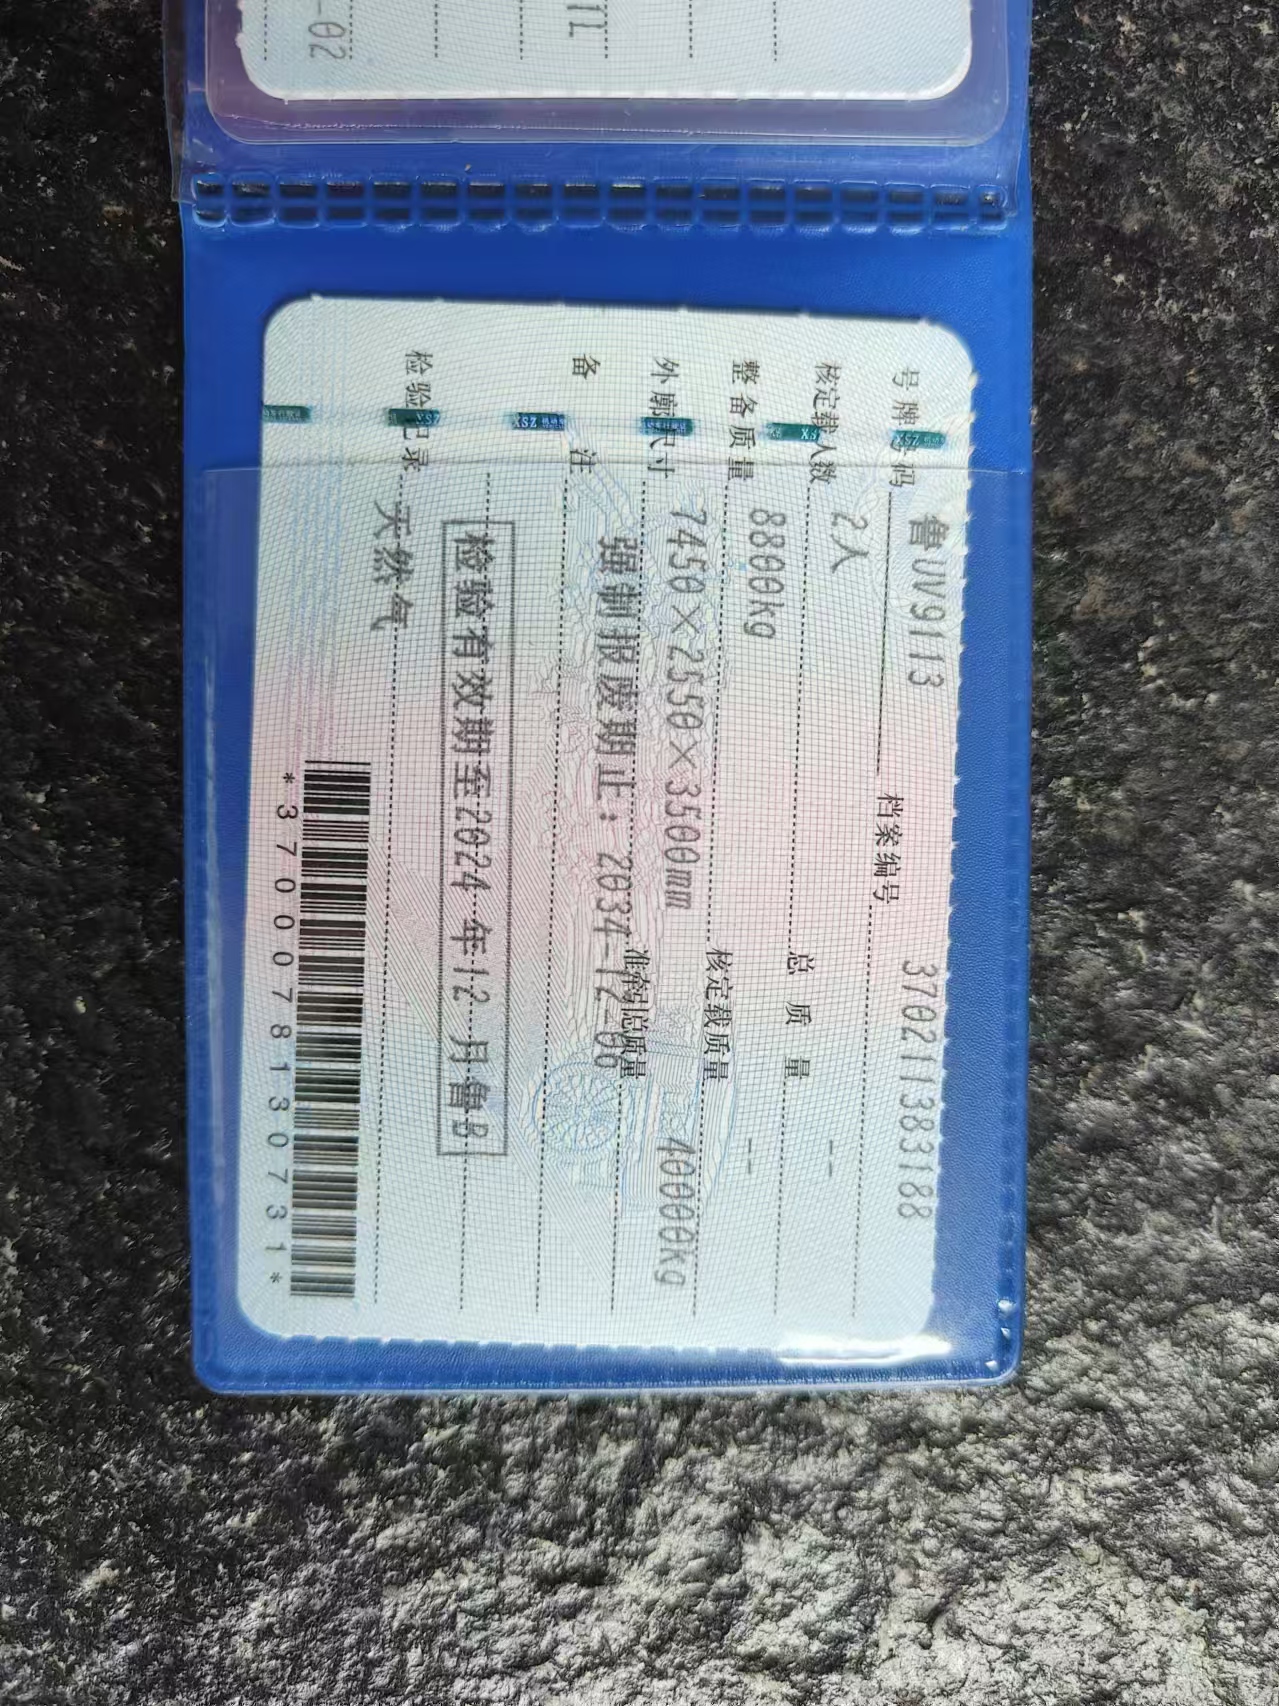 -02
TL
号牌号码 鲁UV9113 档案编号 370211383188
核定载人数 2人 总质量 --
整备质量 8800kg 核定载质量 --
外廓尺寸 7450×2550×3500mm 准牵引总质量 40000kg
备注 强制报废期止：2034-12-06
检验有效期至2024年12月鲁B
检验记录 天然气
*3700078130731*